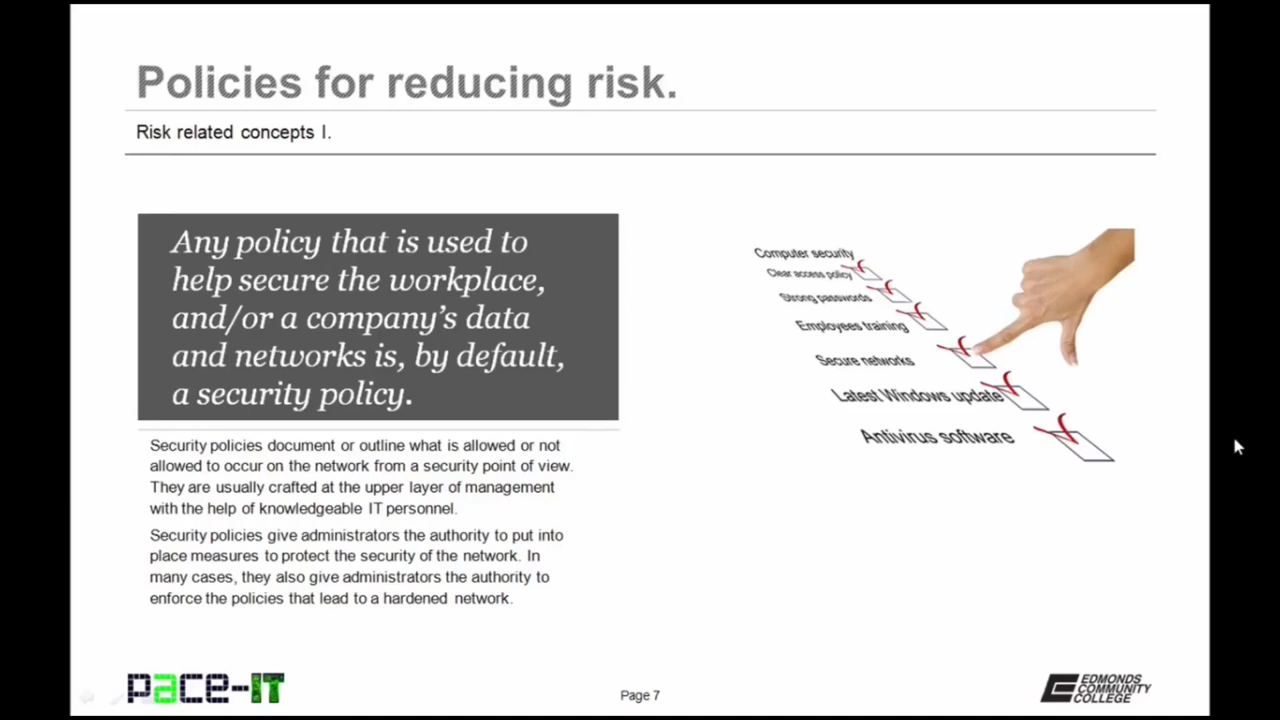 Policies for reducing risk.
Risk related concepts I.
Any policy that is used to
help secure the workplace,
and/or a company's data
and networks is, by default,
a security policy.
Security policies document or outline what is allowed or not
allowed to occur on the network from a security point of view.
They are usually crafted at the upper layer of management
with the help of knowledgeable IT personnel.
Security policies give administrators the authority to put into
place measures to protect the security of the network. In
many cases, they also give administrators the authority to
enforce the policies that lead to a hardened network.
Computer security
Clear access policy
Strong passwords
Employees training
Secure networks
Latest Windows update
Antivirus software
pace-IT
Page 7
EDMONDS
COMMUNITY
COLLEGE